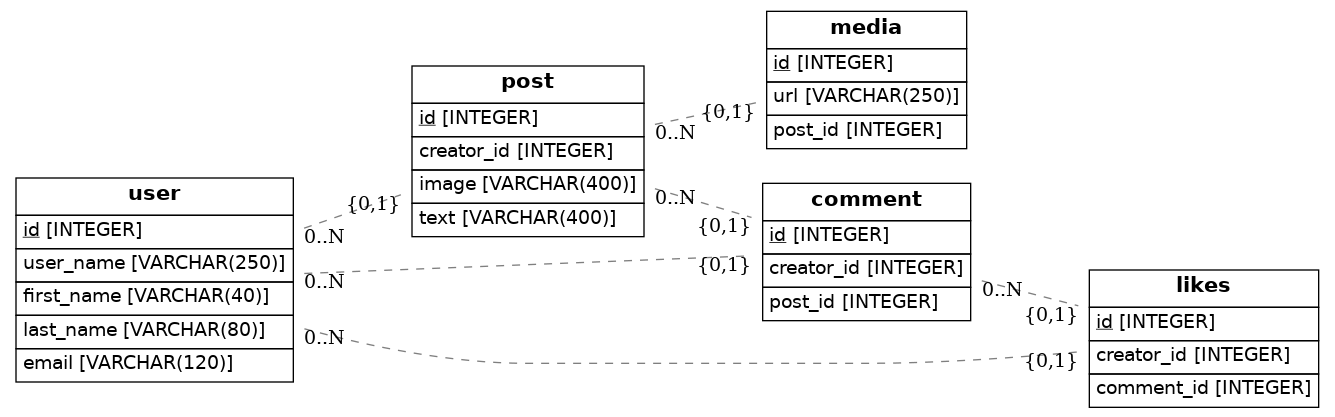 user
id [INTEGER]
user_name [VARCHAR(250)]
first_name [VARCHAR(40)]
last_name [VARCHAR(80)]
email [VARCHAR(120)]
{0,1}
0..N
0..N
{0,1}
0..N
{0,1}
post
id [INTEGER]
creator_id [INTEGER]
image [VARCHAR(400)]
text [VARCHAR(400)]
{0,1}
0..N
0..N
{0,1}
media
id [INTEGER]
url [VARCHAR(250)]
post_id [INTEGER]
comment
id [INTEGER]
creator_id [INTEGER]
post_id [INTEGER]
0..N
{0,1}
likes
id [INTEGER]
creator_id [INTEGER]
comment_id [INTEGER]